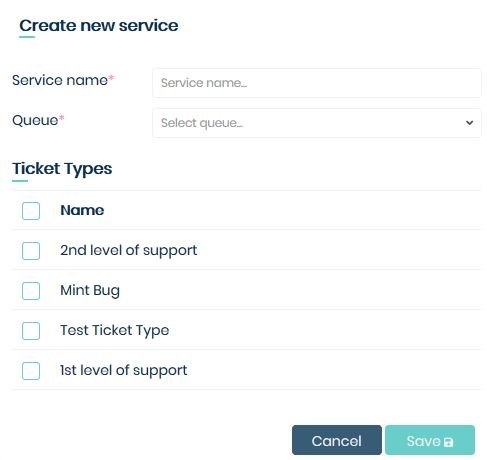 Create new service
Service name*
Service name...
Queue*
Select queue...
Ticket Types
Name
2nd level of support
Mint Bug
Test Ticket Type
1st level of support
Cancel
Save